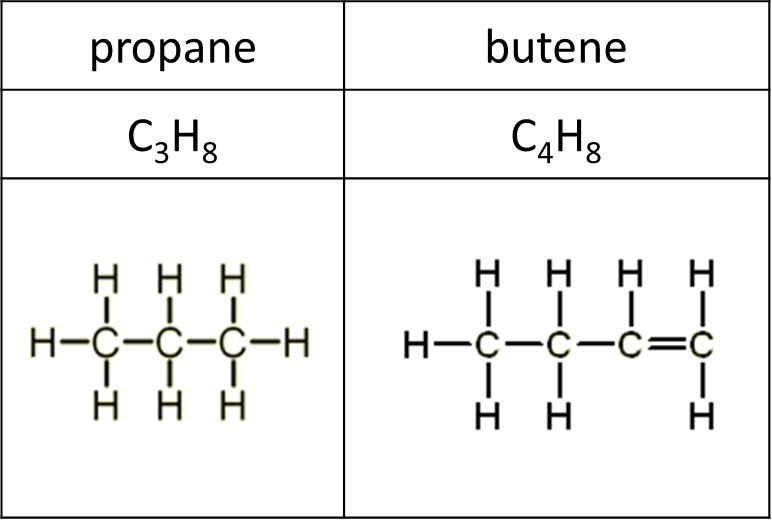 propane butene
C₃H₈ C₄H₈
H H H
H C C C H
H H H
H H H H
H C C C C
H H H